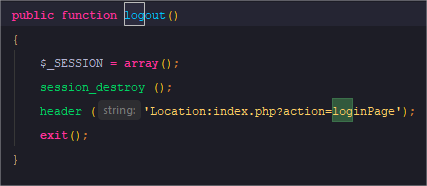 public function logout()
{
$_SESSION = array();
session_destroy ();
header ( string: 'Location:index.php?action=loginPage');
exit();
}